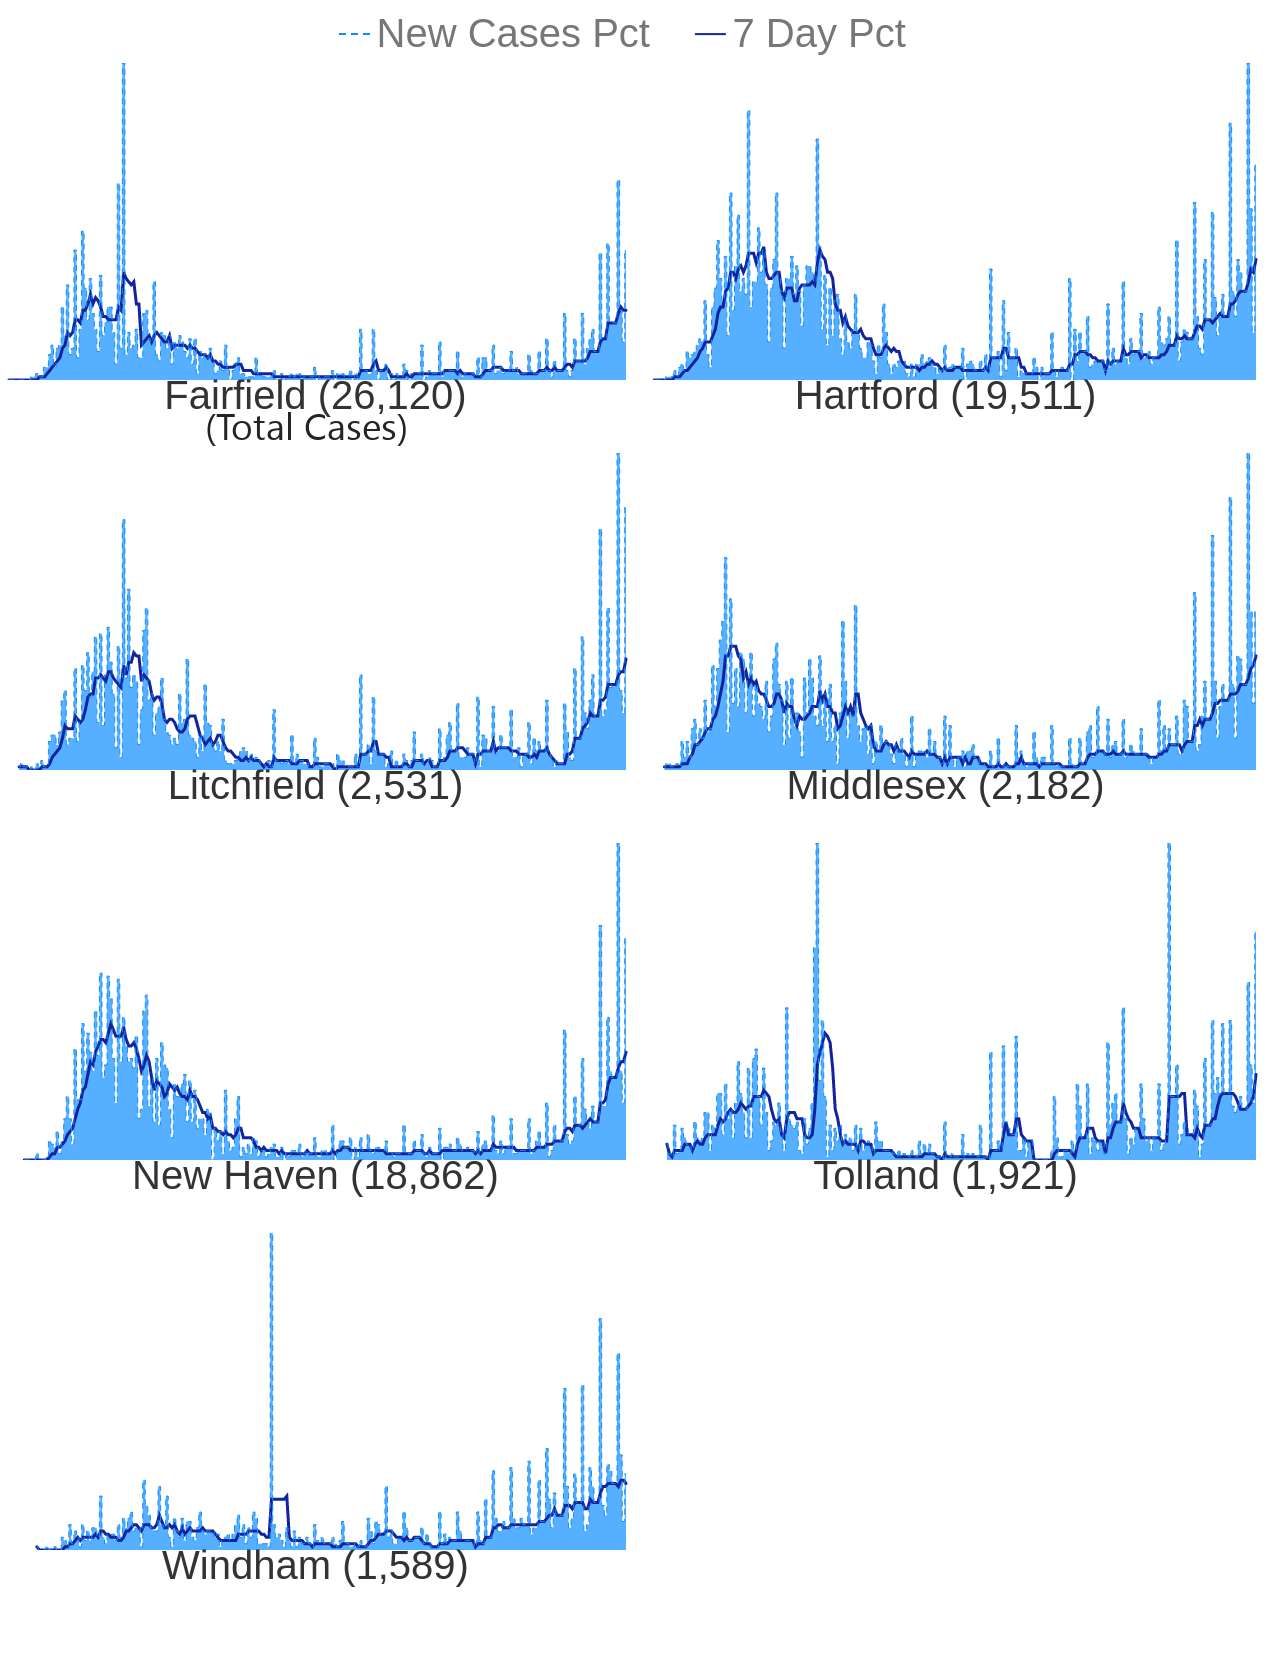 New Cases Pct 7 Day Pct
Fairfield (26,120)
(Total Cases)
Hartford (19,511)
Litchfield (2,531)
Middlesex (2,182)
New Haven (18,862)
Tolland (1,921)
Windham (1,589)